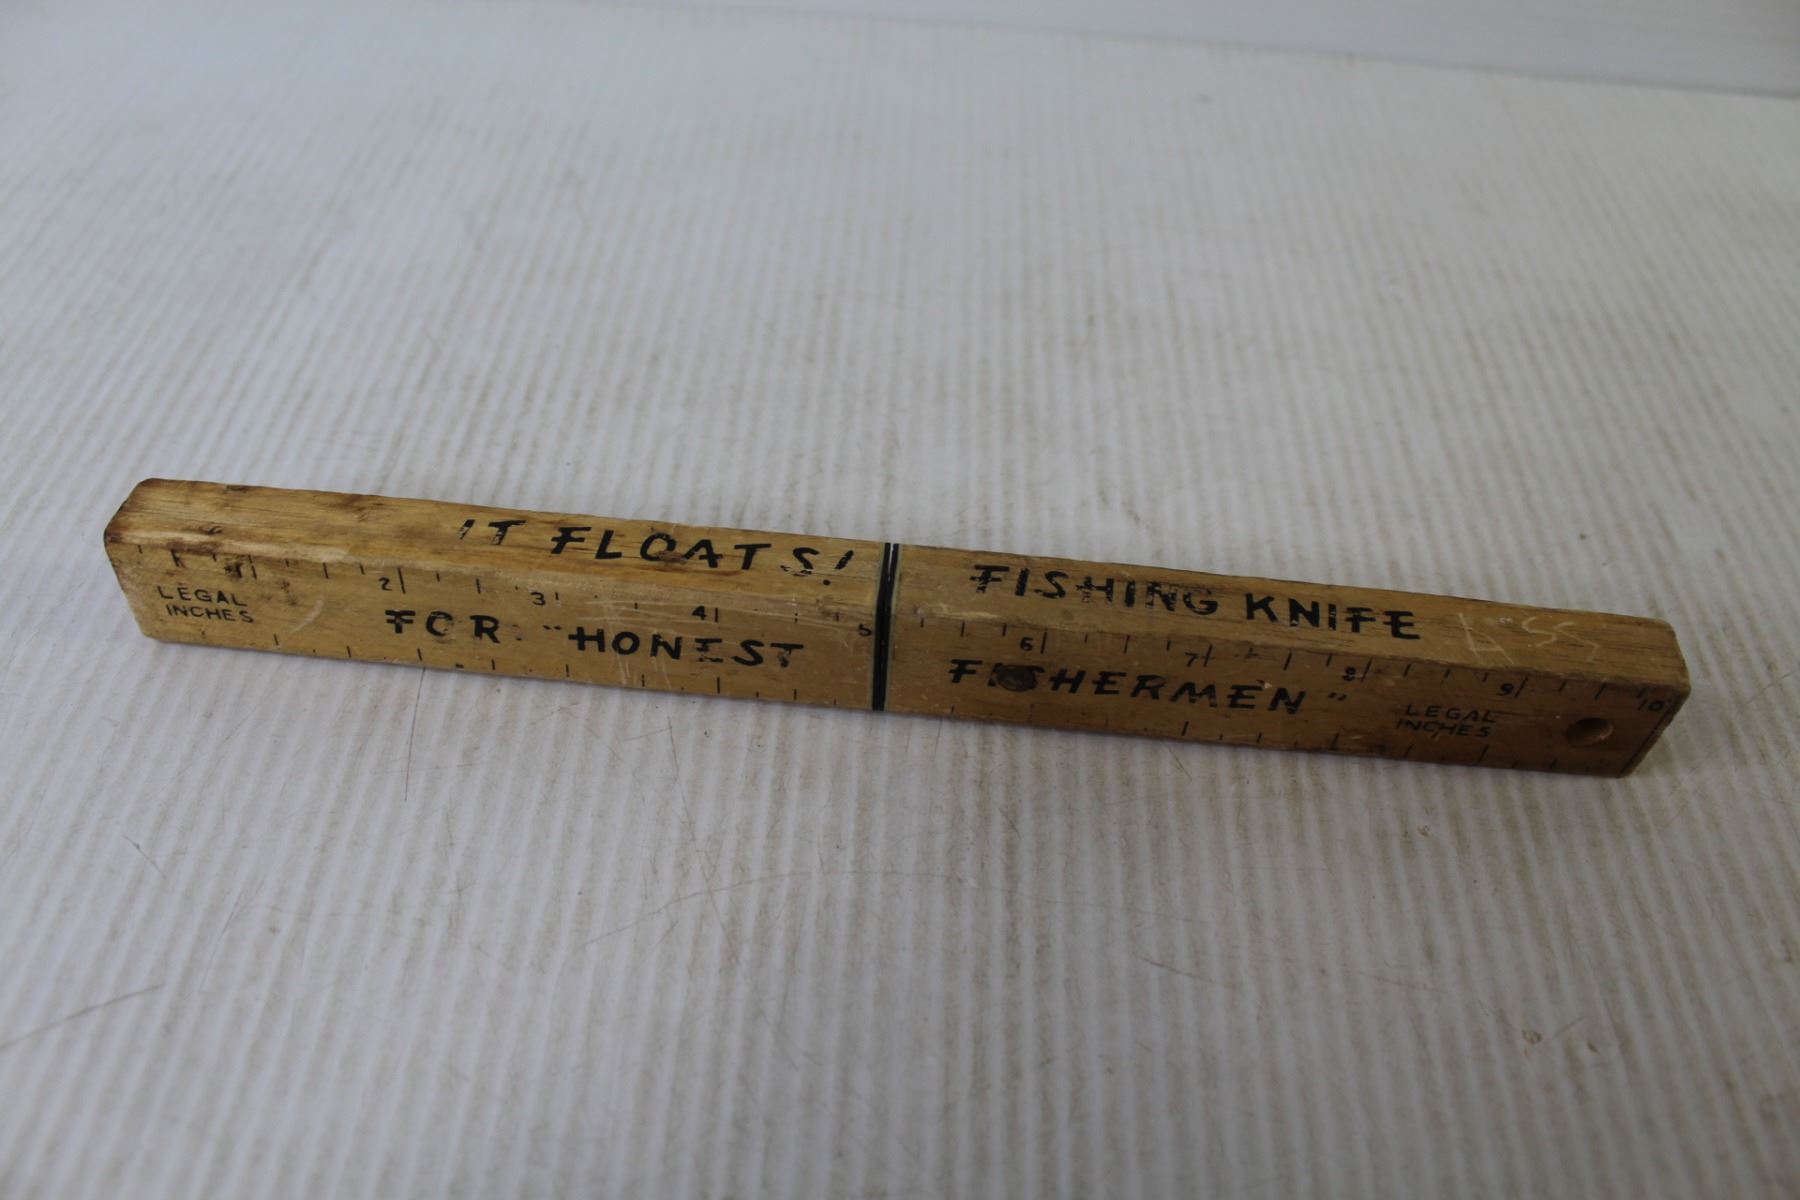 IT FLOATS! FISHING KNIFE
2 3 4 5 6 7 8 9 10
LEGAL
INCHES
FOR "HONEST FISHERMEN"
LEGAL
INCHES